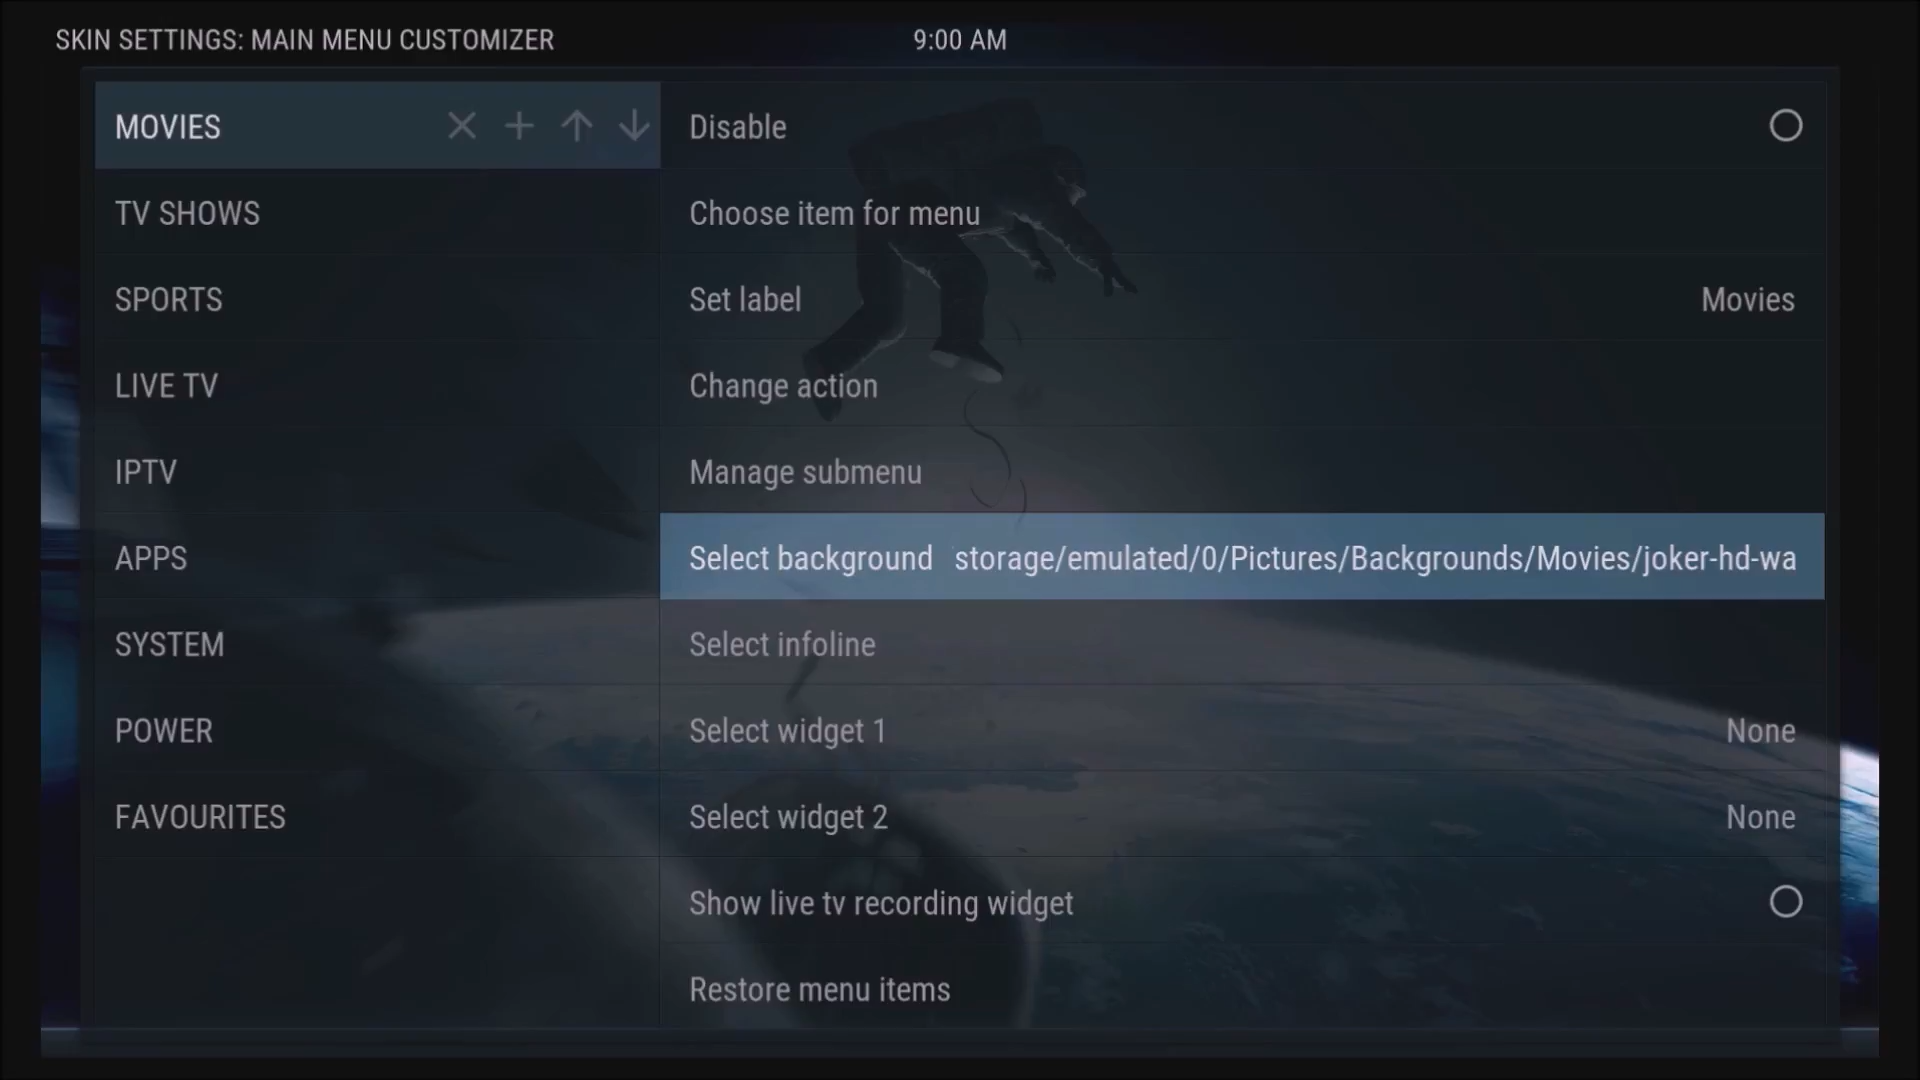 SKIN SETTINGS: MAIN MENU CUSTOMIZER
9:00 AM
MOVIES
TV SHOWS
SPORTS
LIVE TV
IPTV
APPS
SYSTEM
POWER
FAVOURITES
Disable
Choose item for menu
Set label Movies
Change action
Manage submenu
Select background storage/emulated/0/Pictures/Backgrounds/Movies/joker-hd-wa
Select infoline
Select widget 1 None
Select widget 2 None
Show live tv recording widget
Restore menu items